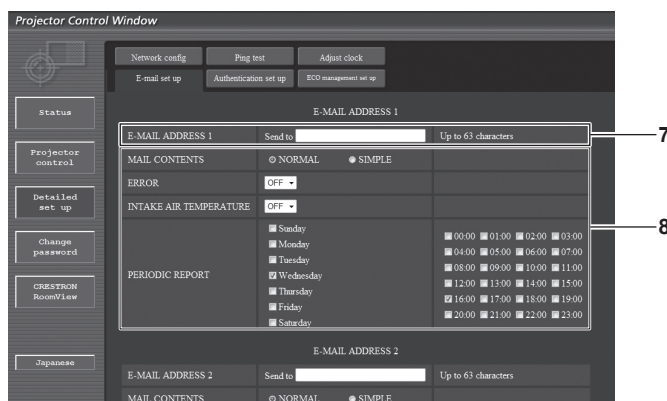 Projector Control Window
Network config Ping test Adjust clock
E-mail set up Authentication set up ECO management set up
Status
Projector control
Detailed set up
Change password
CRESTRON RoomView
Japanese
E-MAIL ADDRESS 1
E-MAIL ADDRESS 1 Send to Up to 63 characters
7
MAIL CONTENTS NORMAL SIMPLE
ERROR OFF
INTAKE AIR TEMPERATURE OFF
8
PERIODIC REPORT
Sunday
Monday
Tuesday
Wednesday
Thursday
Friday
Saturday
00:00 01:00 02:00 03:00
04:00 05:00 06:00 07:00
08:00 09:00 10:00 11:00
12:00 13:00 14:00 15:00
16:00 17:00 18:00 19:00
20:00 21:00 22:00 23:00
E-MAIL ADDRESS 2
E-MAIL ADDRESS 2 Send to Up to 63 characters
MAIL CONTENTS NORMAL SIMPLE